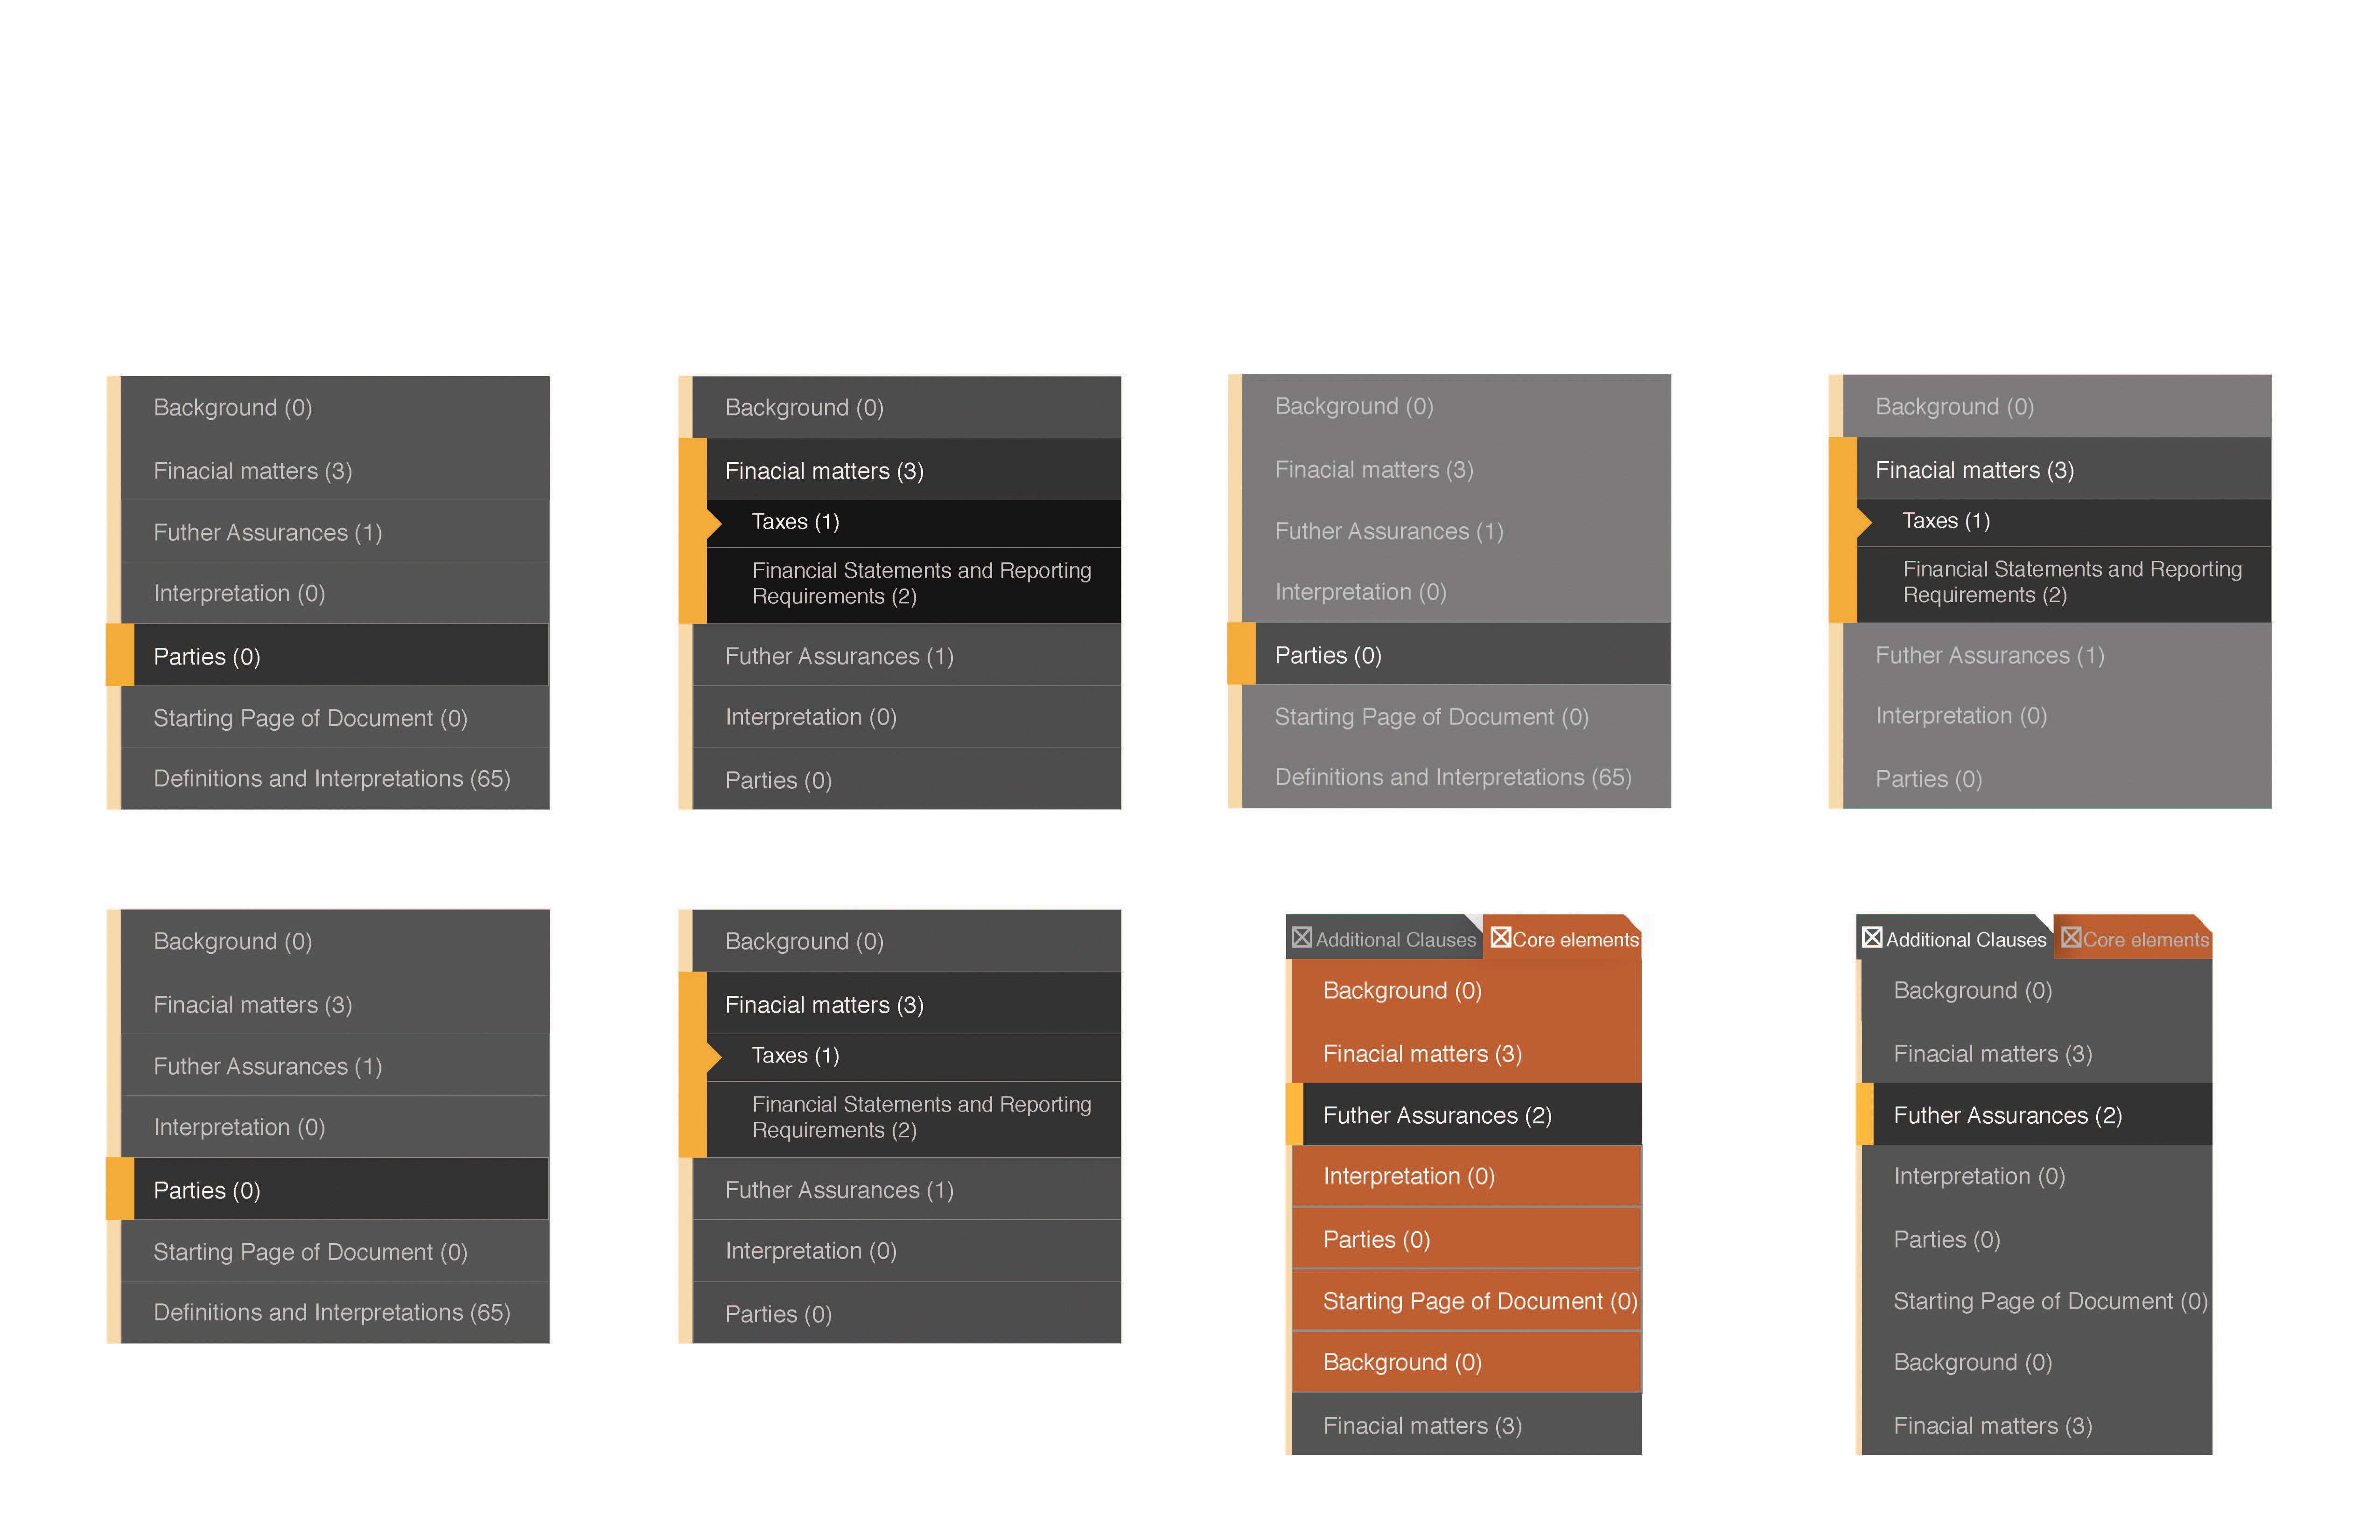 Background (0)
Finacial matters (3)
Futher Assurances (1)
Interpretation (0)
Parties (0)
Starting Page of Document (0)
Definitions and Interpretations (65)
Background (0)
Finacial matters (3)
Taxes (1)
Financial Statements and Reporting
Requirements (2)
Futher Assurances (1)
Interpretation (0)
Parties (0)
Background (0)
Finacial matters (3)
Futher Assurances (1)
Interpretation (0)
Parties (0)
Starting Page of Document (0)
Definitions and Interpretations (65)
Background (0)
Finacial matters (3)
Taxes (1)
Financial Statements and Reporting
Requirements (2)
Futher Assurances (1)
Interpretation (0)
Parties (0)
Background (0)
Finacial matters (3)
Futher Assurances (1)
Interpretation (0)
Parties (0)
Starting Page of Document (0)
Definitions and Interpretations (65)
Background (0)
Finacial matters (3)
Taxes (1)
Financial Statements and Reporting
Requirements (2)
Futher Assurances (1)
Interpretation (0)
Parties (0)
Additional Clauses Core elements
Background (0)
Finacial matters (3)
Futher Assurances (2)
Interpretation (0)
Parties (0)
Starting Page of Document (0)
Background (0)
Finacial matters (3)
Additional Clauses Core elements
Background (0)
Finacial matters (3)
Futher Assurances (2)
Interpretation (0)
Parties (0)
Starting Page of Document (0)
Background (0)
Finacial matters (3)